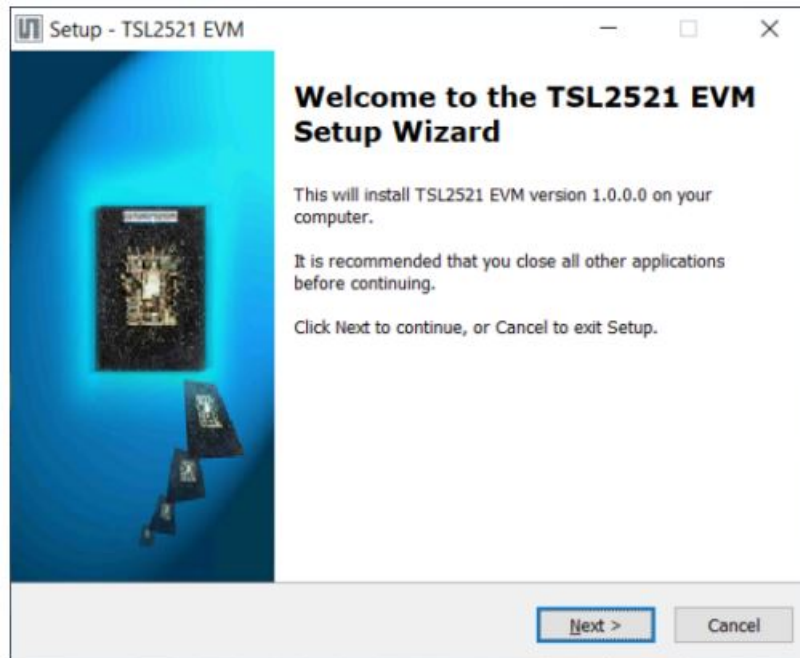 Setup - TSL2521 EVM
Welcome to the TSL2521 EVM
Setup Wizard
This will install TSL2521 EVM version 1.0.0.0 on your
computer.
It is recommended that you close all other applications
before continuing.
Click Next to continue, or Cancel to exit Setup.
Next >
Cancel